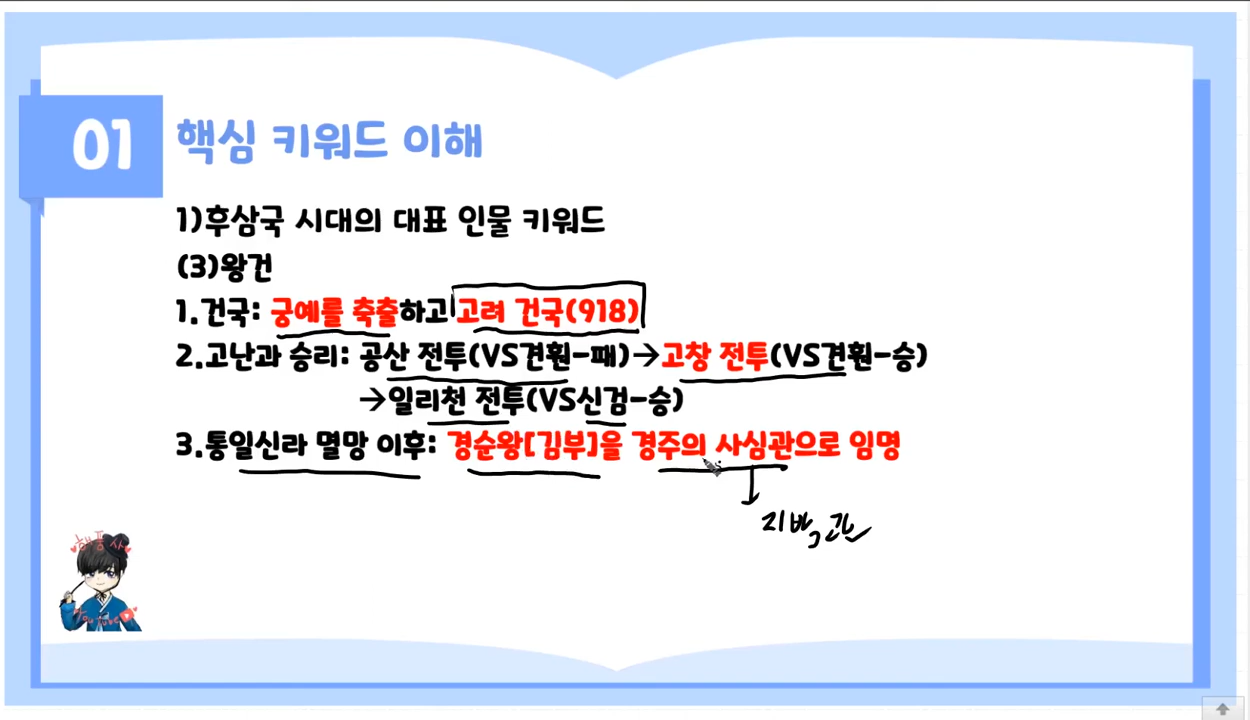 01 핵심 키워드 이해
1)후삼국 시대의 대표 인물 키워드
(3)왕건
1.건국: 궁예를 축출하고 고려 건국(918)
2.고난과 승리: 공산 전투(VS견훤-패)→고창 전투(VS견훤-승)
→일리천 전투(VS신검-승)
3.통일신라 멸망 이후: 경순왕[김부]을 경주의 사심관으로 임명
지방관
해품사
YouTube